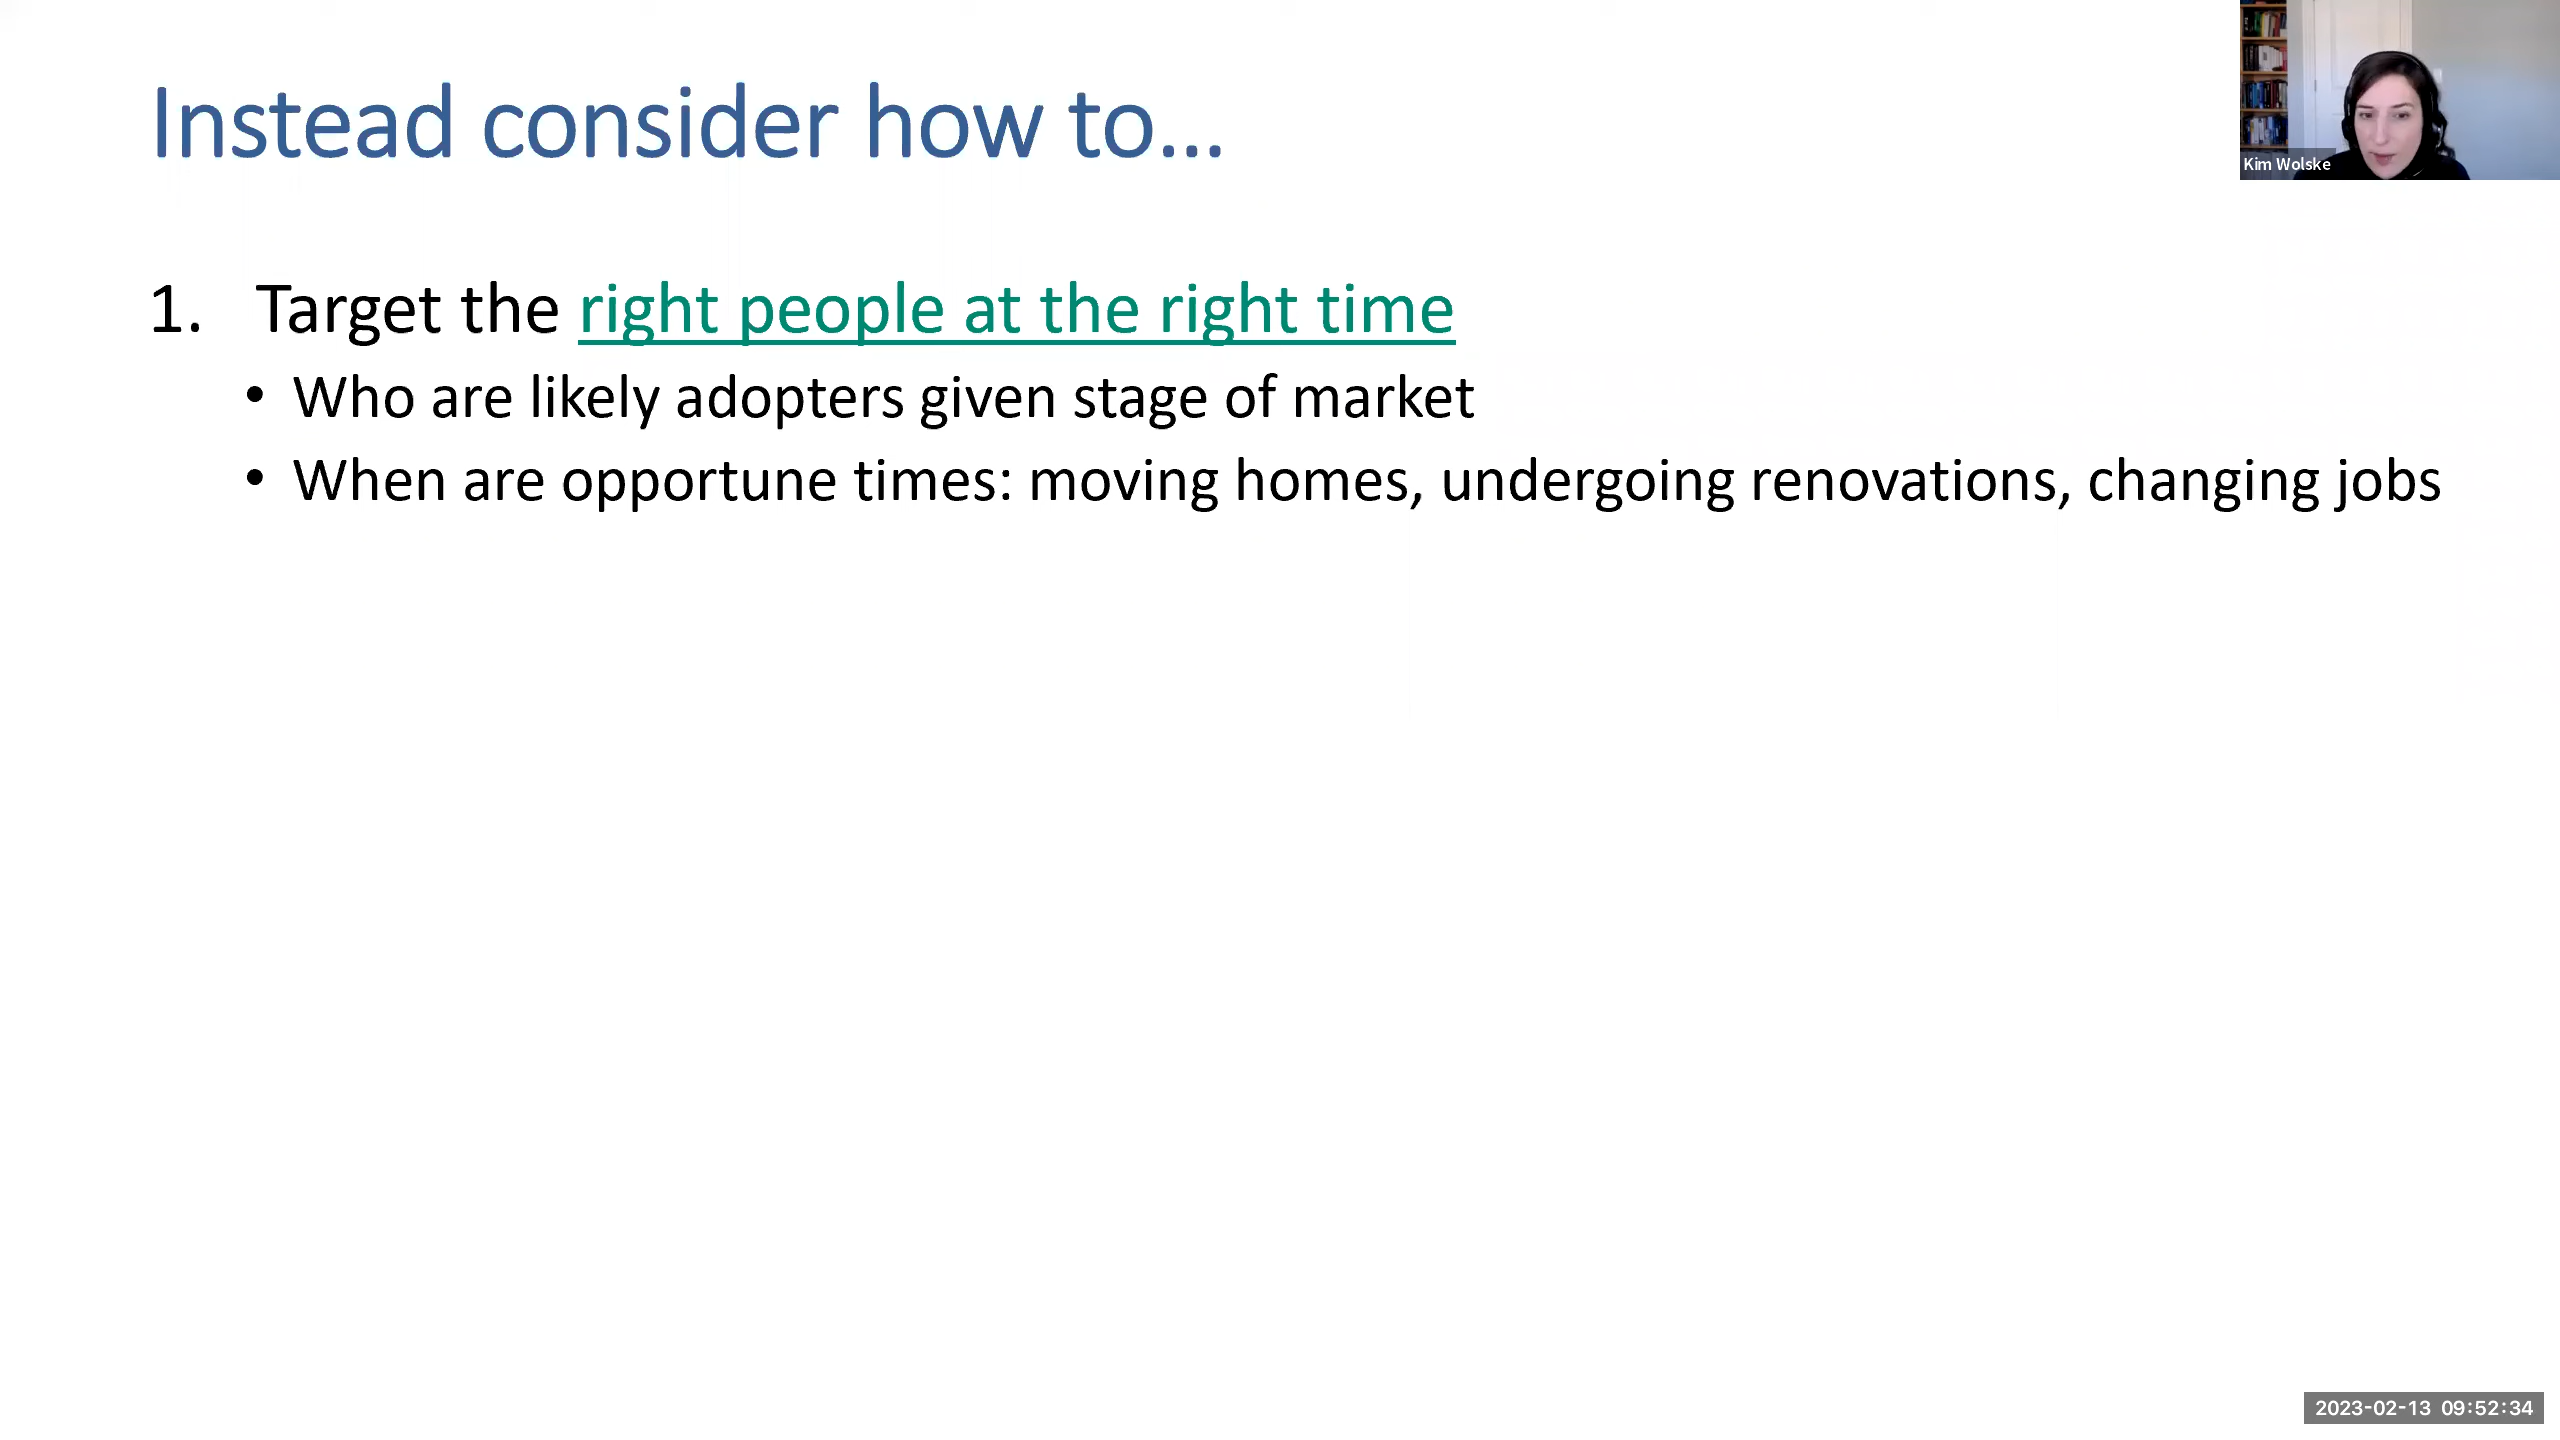 Instead consider how to...
Kim Wolske
1. Target the right people at the right time
• Who are likely adopters given stage of market
• When are opportune times: moving homes, undergoing renovations, changing jobs
2023-02-13 09:52:34